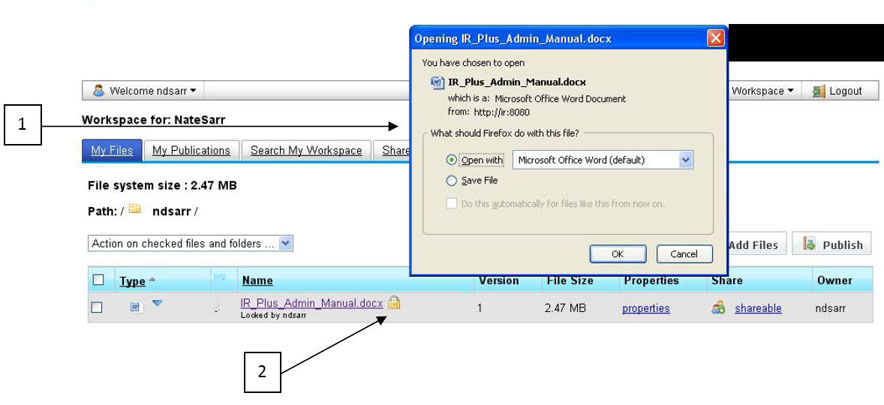 Opening IR_Plus_Admin_Manual.docx
You have chosen to open
IR_Plus_Admin_Manual.docx
which is a: Microsoft Office Word Document
from: http://ir:8080
What should Firefox do with this file?
Open with Microsoft Office Word (default)
Save File
Do this automatically for files like this from now on.
OK Cancel
Welcome ndsarr Workspace Logout
1
Workspace for: NateSarr
My Files My Publications Search My Workspace Share
File system size : 2.47 MB
Path: / ndsarr /
Action on checked files and folders ... Add Files Publish
Type Name Version File Size Properties Share Owner
IR_Plus_Admin_Manual.docx 1 2.47 MB properties shareable ndsarr
Locked by ndsarr
2